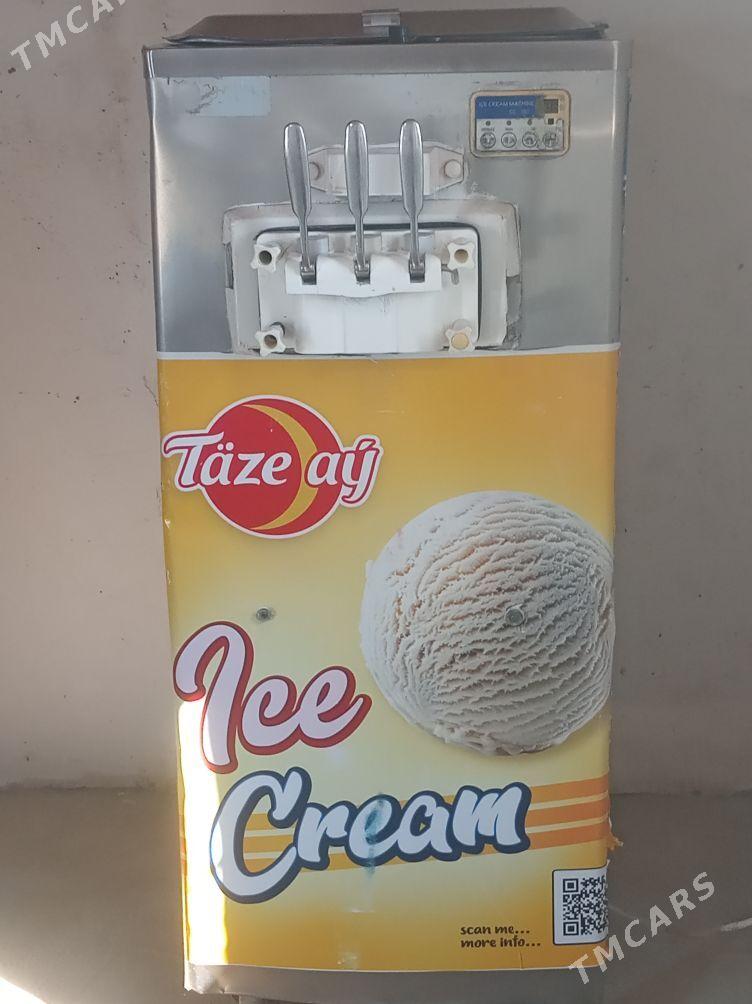 TMCARS
ICE CREAM MACHINE
Täze aý
Ice
Cream
scan me...
more info...
TMCARS